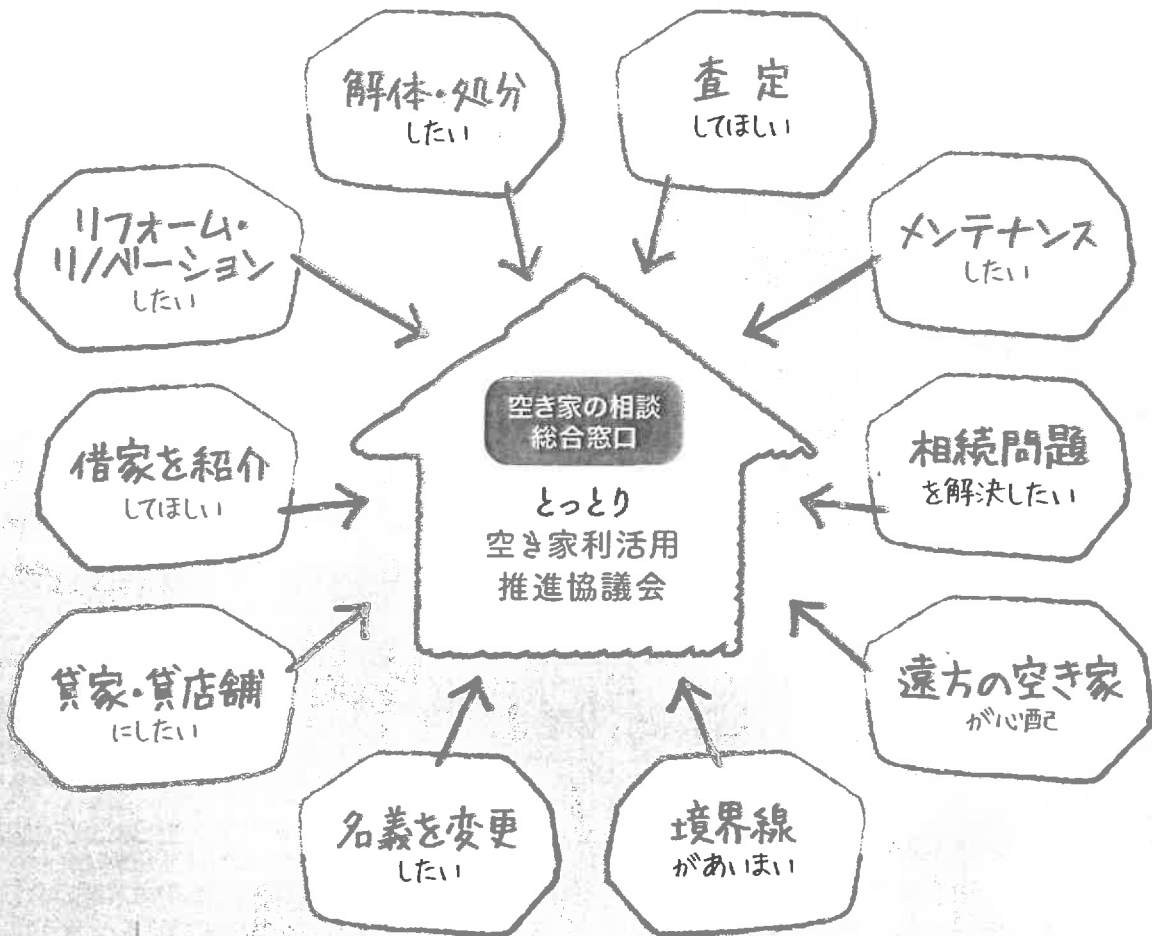 解体・処分
したい
査定
してほしい
リフォーム・
リノベーション
したい
メンテナンス
したい
空き家の相談
総合窓口
とっとり
空き家利活用
推進協議会
借家を紹介
してほしい
相続問題
を解決したい
貸家・貸店舗
にしたい
遠方の空き家
が心配
名義を変更
したい
境界線
があいまい